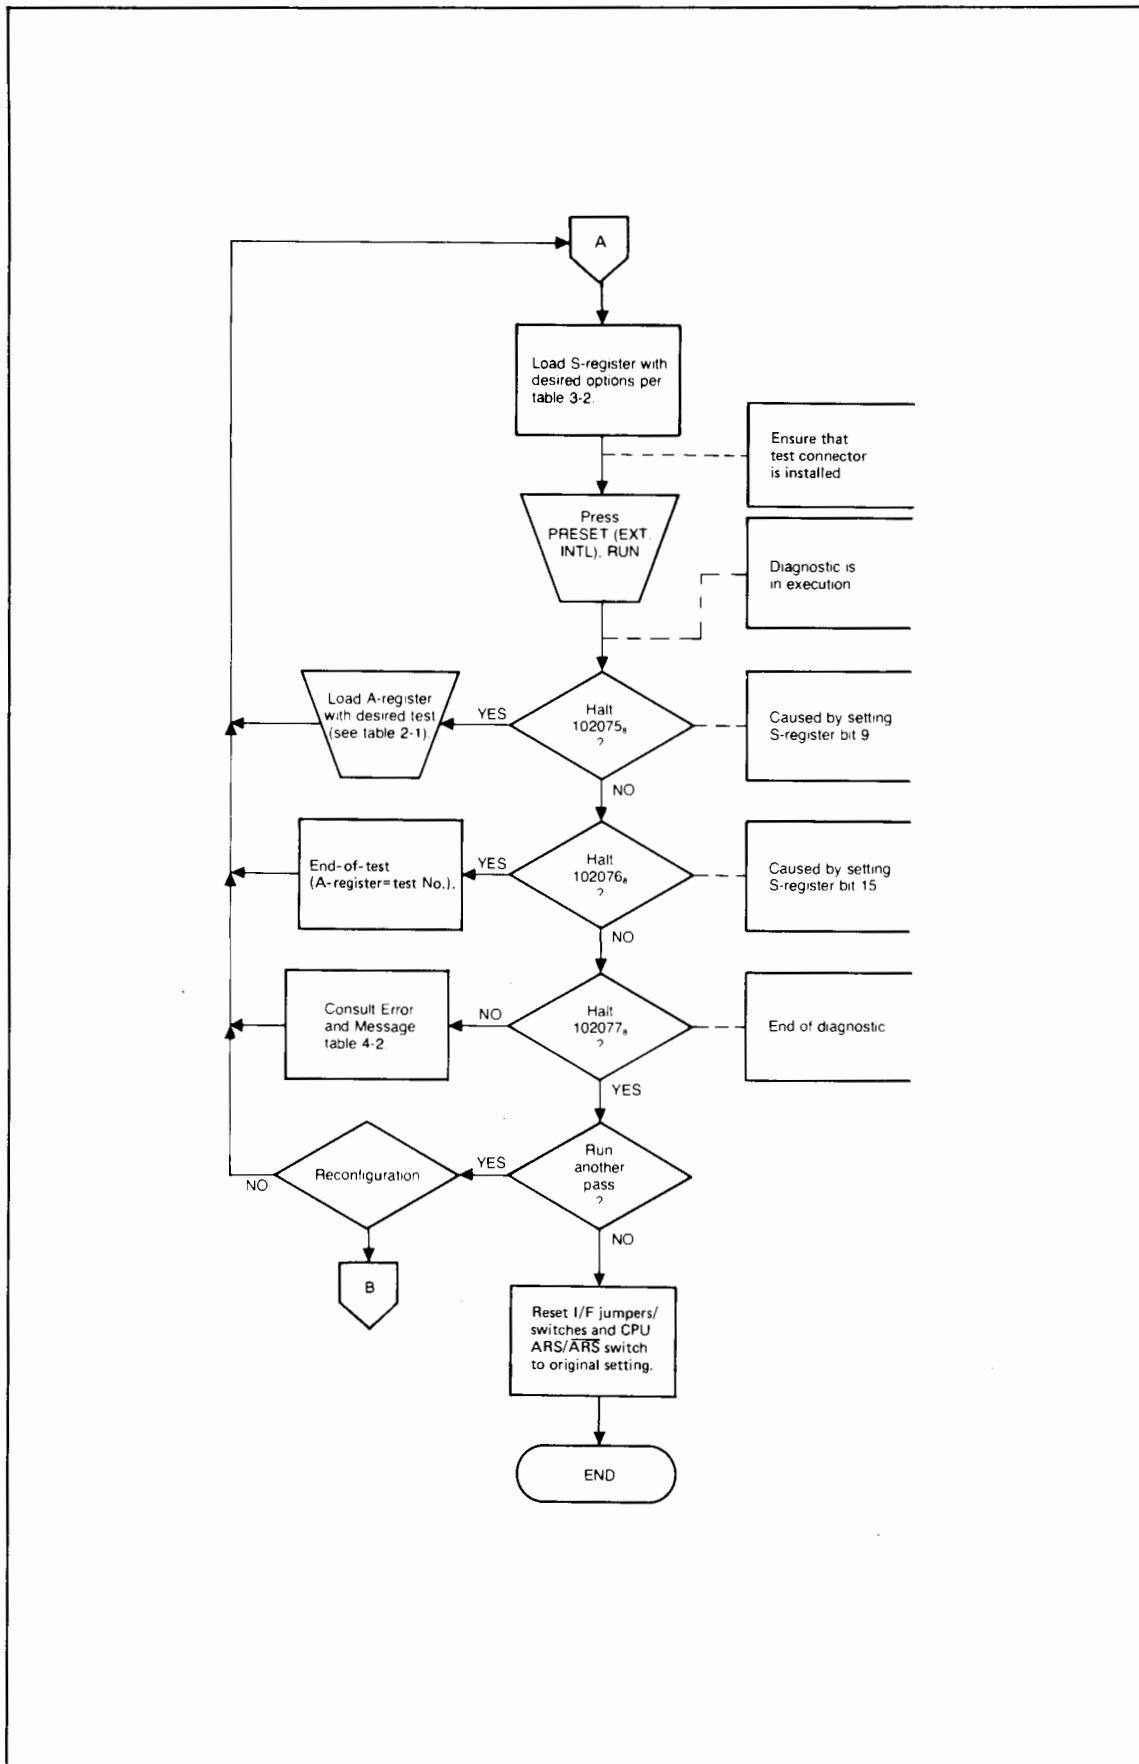 A
Load S-register with
desired options per
table 3-2.
Ensure that
test connector
is installed
Press
PRESET (EXT.
INTL). RUN
Diagnostic is
in execution
Load A-register
with desired test
(see table 2-1).
YES
Halt
102075₈
?
Caused by setting
S-register bit 9
NO
End-of-test
(A-register=test No.).
YES
Halt
102076₈
?
Caused by setting
S-register bit 15
NO
Consult Error
and Message
table 4-2.
NO
Halt
102077₈
?
End of diagnostic
YES
NO
Reconfiguration
YES
Run
another
pass
?
NO
B
Reset I/F jumpers/
switches and CPU
ARS/A̅R̅S̅ switch
to original setting.
END